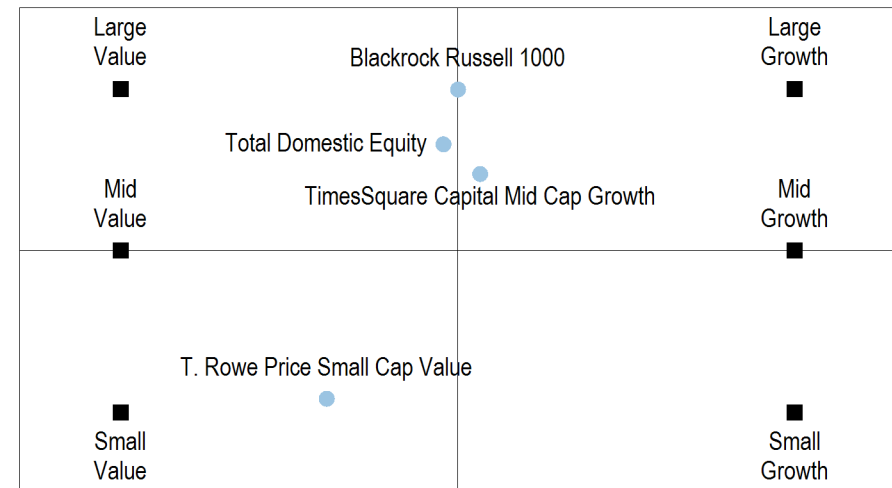 Large
Value
Large
Growth
Blackrock Russell 1000
Total Domestic Equity
TimesSquare Capital Mid Cap Growth
Mid
Value
Mid
Growth
T. Rowe Price Small Cap Value
Small
Value
Small
Growth